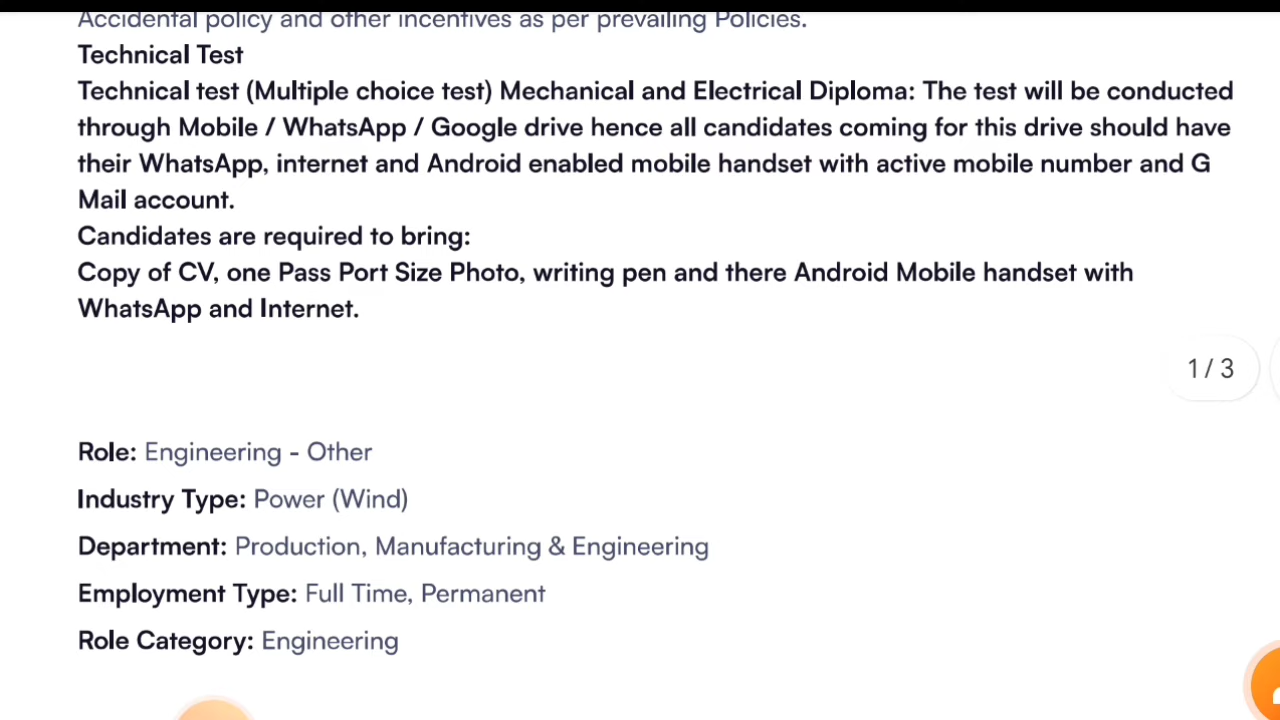 Accidental policy and other incentives as per prevailing Policies.
Technical Test
Technical test (Multiple choice test) Mechanical and Electrical Diploma: The test will be conducted
through Mobile / WhatsApp / Google drive hence all candidates coming for this drive should have
their WhatsApp, internet and Android enabled mobile handset with active mobile number and G
Mail account.
Candidates are required to bring:
Copy of CV, one Pass Port Size Photo, writing pen and there Android Mobile handset with
WhatsApp and Internet.
1 / 3
Role: Engineering - Other
Industry Type: Power (Wind)
Department: Production, Manufacturing & Engineering
Employment Type: Full Time, Permanent
Role Category: Engineering